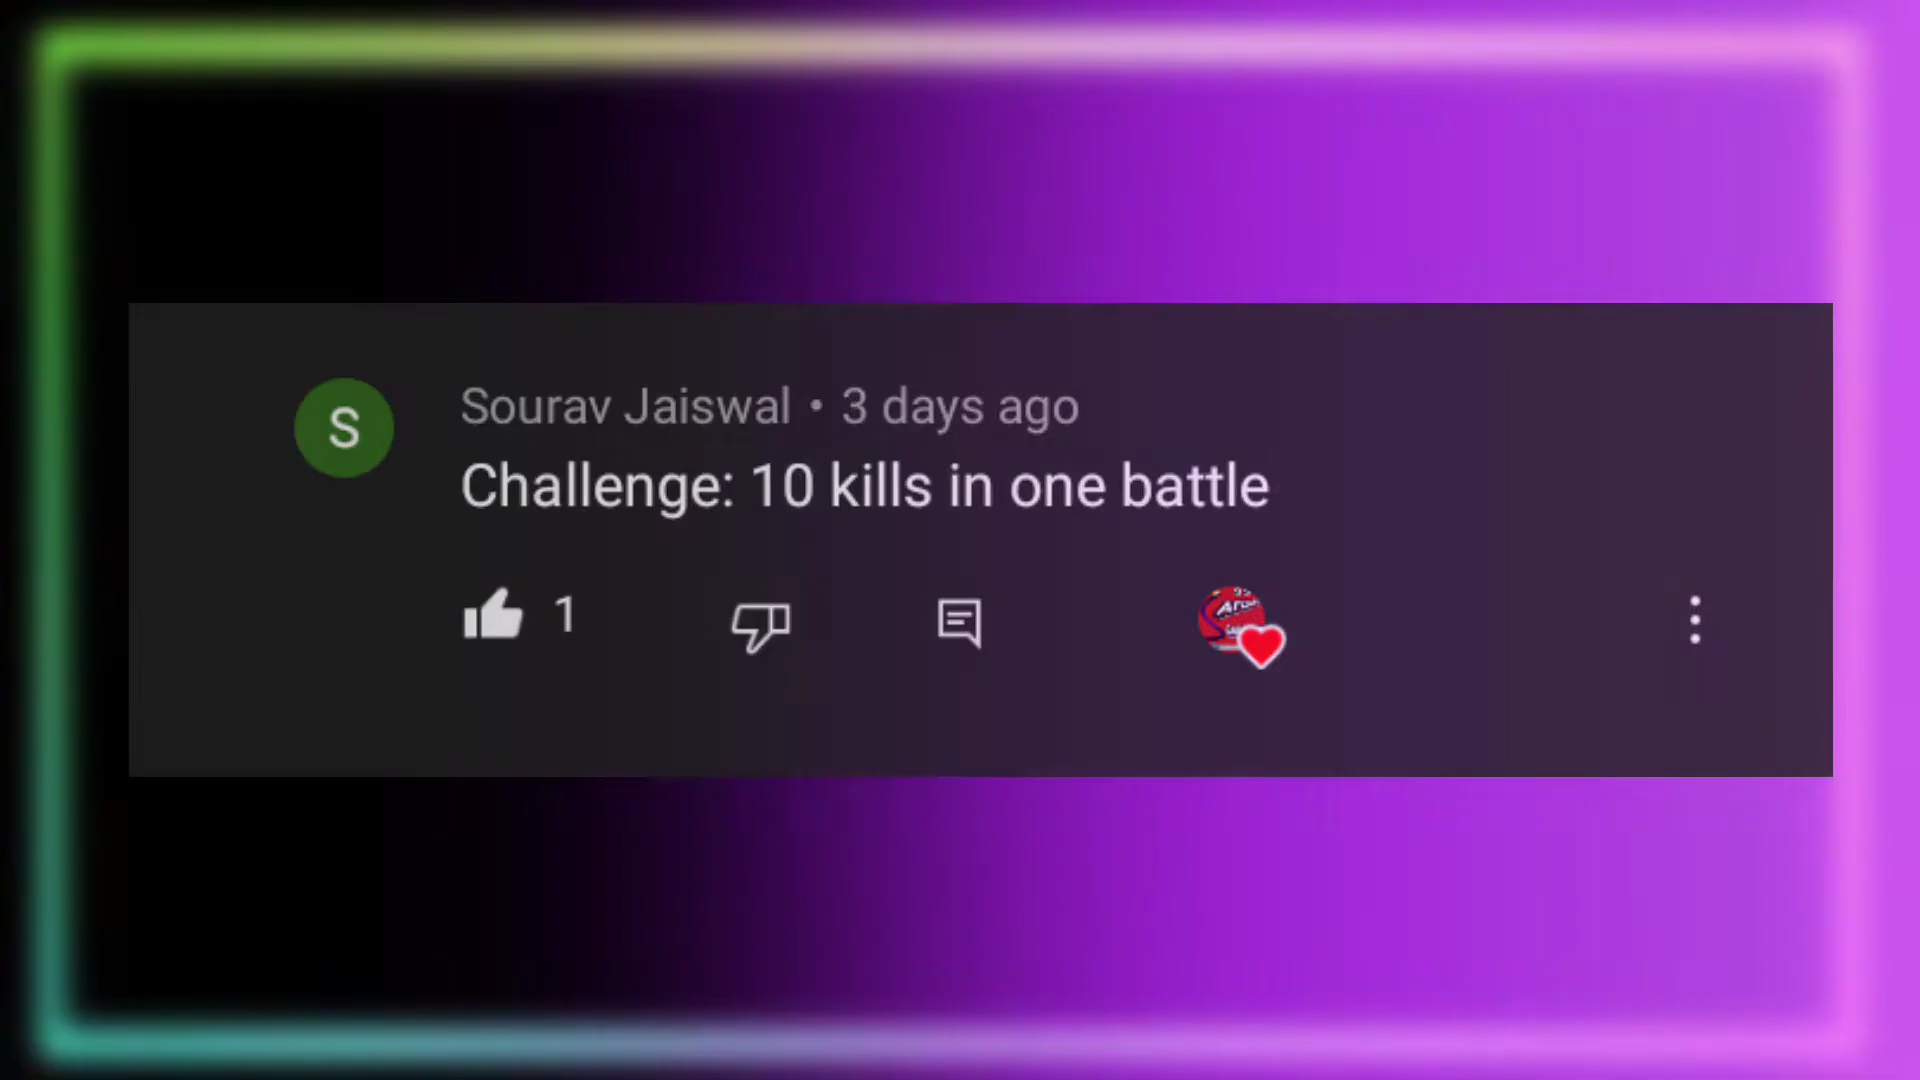 S
Sourav Jaiswal • 3 days ago
Challenge: 10 kills in one battle
1